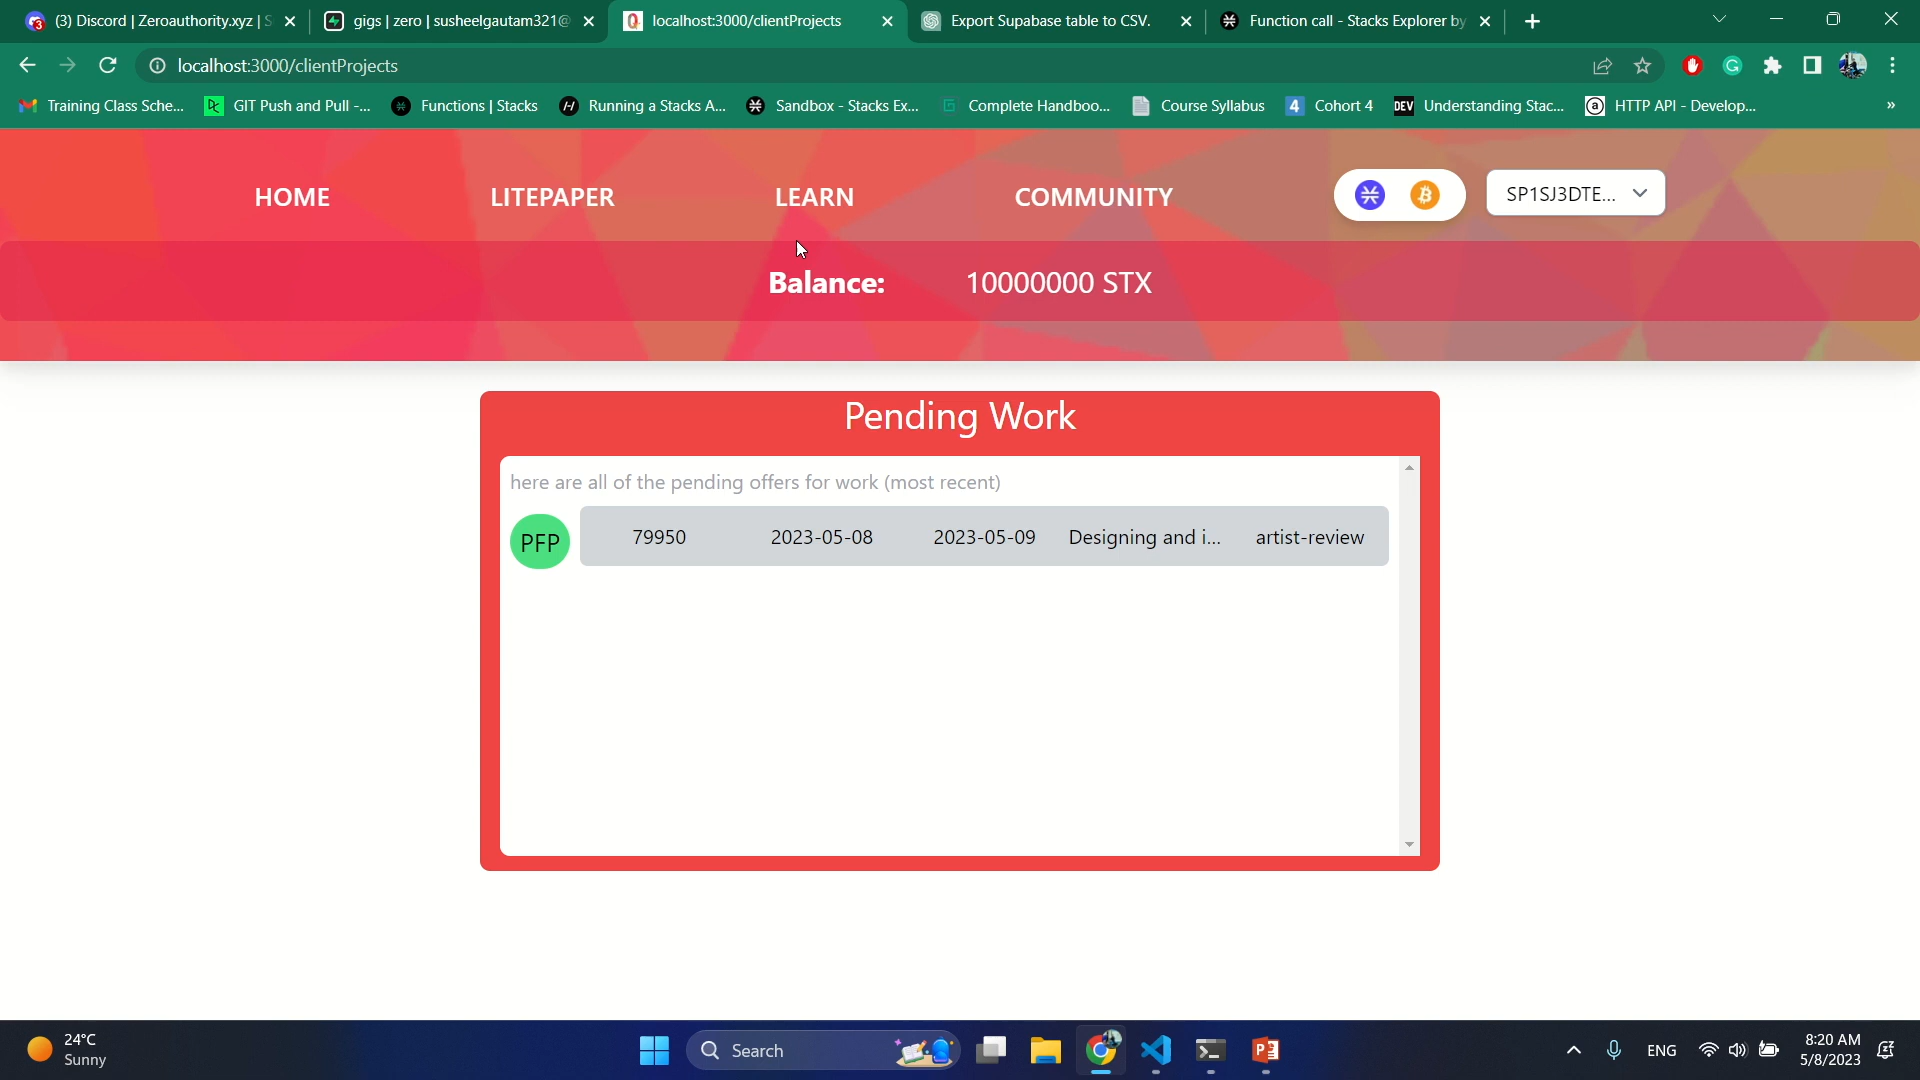 (3) Discord | Zeroauthority.xyz |
gigs | zero | susheelgautam321@
localhost:3000/clientProjects
Export Supabase table to CSV.
Function call - Stacks Explorer by
localhost:3000/clientProjects
Training Class Sche...
GIT Push and Pull -...
Functions | Stacks
Running a Stacks A...
Sandbox - Stacks Ex...
Complete Handboo...
Course Syllabus
4 Cohort 4
DEV Understanding Stac...
HTTP API - Develop...
»
HOME
LITEPAPER
LEARN
COMMUNITY
SP1SJ3DTE...
Balance: 10000000 STX
Pending Work
here are all of the pending offers for work (most recent)
PFP 79950 2023-05-08 2023-05-09 Designing and i... artist-review
24°C
Sunny
Search
ENG
8:20 AM
5/8/2023